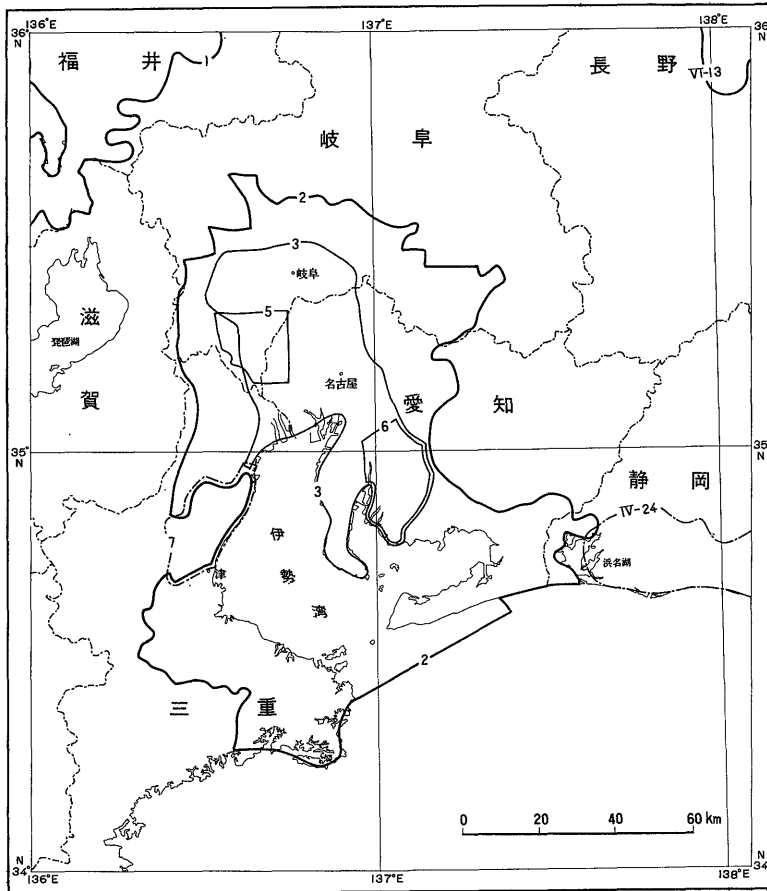 136°E
137°E
138°E
36°N
36°N
福井
1
長野
VI-13
岐阜
2
3
岐阜
5
滋賀
琵琶湖
名古屋
愛知
6
35°
35°
静岡
3
IV-24
伊勢湾
7
津
浜名湖
2
三重
0 20 40 60 km
N 34°
N 34°
136°E
137°E
138°E